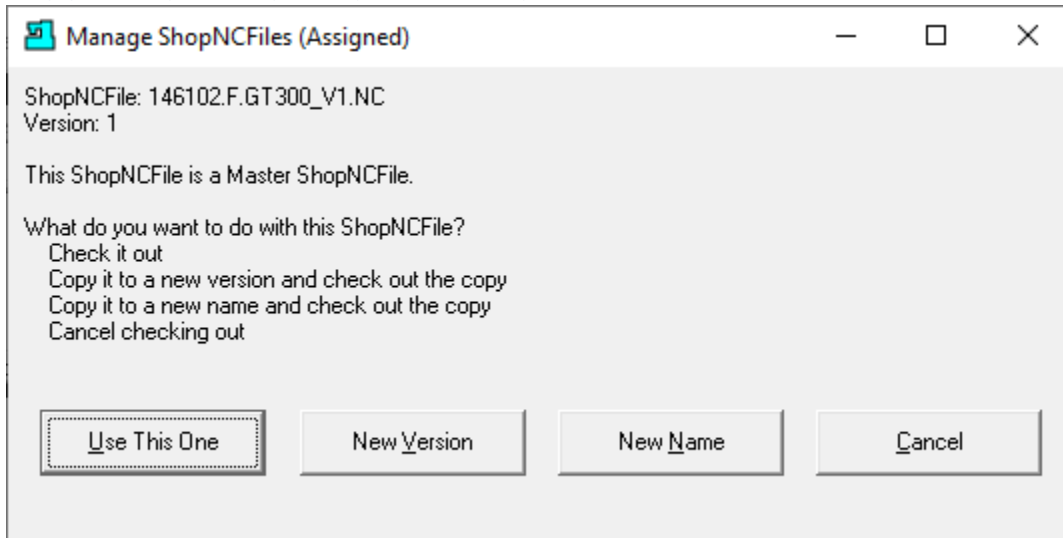 Manage ShopNCFiles (Assigned)
ShopNCFile: 146102.F.GT300_V1.NC
Version: 1
This ShopNCFile is a Master ShopNCFile.
What do you want to do with this ShopNCFile?
Check it out
Copy it to a new version and check out the copy
Copy it to a new name and check out the copy
Cancel checking out
Use This One New Version New Name Cancel